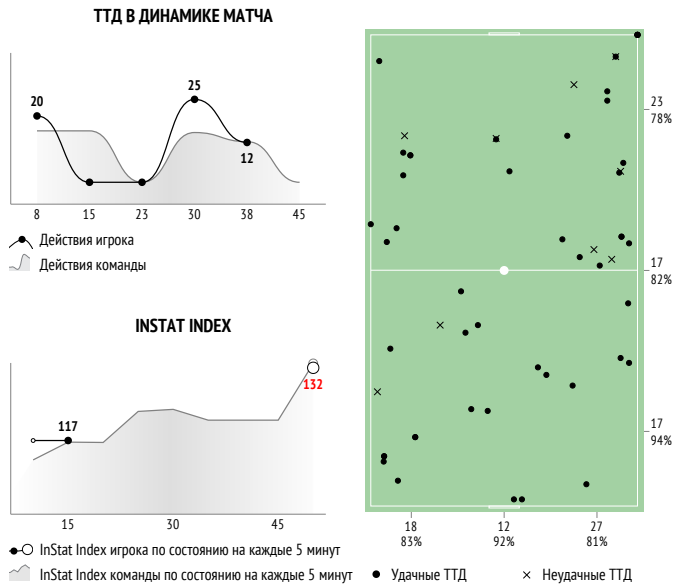 ТТД В ДИНАМИКЕ МАТЧА
20
25
12
8 15 23 30 38 45
Действия игрока
Действия команды
INSTAT INDEX
117
132
15 30 45
InStat Index игрока по состоянию на каждые 5 минут
InStat Index команды по состоянию на каждые 5 минут
23
78%
17
82%
17
94%
18 12 27
83% 92% 81%
Удачные ТТД Неудачные ТТД